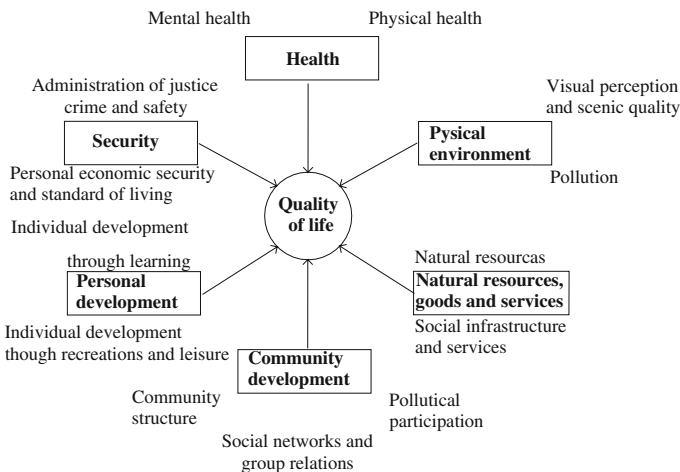 Mental health
Physical health
Health
Administration of justice
crime and safety
Security
Personal economic security
and standard of living
Visual perception
and scenic quality
Pysical
environment
Pollution
Quality
of life
Individual development
through learning
Personal
development
Individual development
though recreations and leisure
Natural resourcas
Natural resources,
goods and services
Social infrastructure
and services
Community
development
Community
structure
Pollutical
participation
Social networks and
group relations